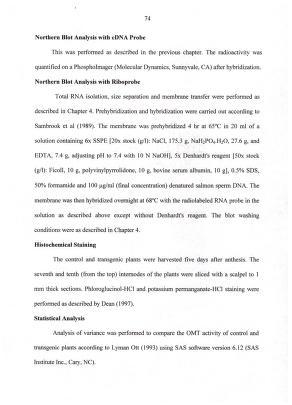 74
Northern Blot Analysis with cDNA Probe
This was performed as described in the previous chapter. The radioactivity was
quantified on a PhosphoImager (Molecular Dynamics, Sunnyvale, CA) after hybridization.
Northern Blot Analysis with Riboprobe
Total RNA isolation, size separation and membrane transfer were performed as
described in Chapter 4. Prehybridization and hybridization were carried out according to
Sambrook et al (1989). The membrane was prehybridized 4 hr at 65°C in 20 ml of a
solution containing 6x SSPE [20x stock (g/l): NaCl, 175.3 g, NaH2PO4.H2O, 27.6 g, and
EDTA, 7.4 g, adjusting pH to 7.4 with 10 N NaOH], 5x Denhardt's reagent [50x stock
(g/l): Ficoll, 10 g, polyvinylpyrrolidone, 10 g, bovine serum albumin, 10 g], 0.5% SDS,
50% formamide and 100 µg/ml (final concentration) denatured salmon sperm DNA. The
membrane was then hybridized overnight at 68°C with the radiolabeled RNA probe in the
solution as described above except without Denhardt's reagent. The blot washing
conditions were as described in Chapter 4.
Histochemical Staining
The control and transgenic plants were harvested five days after anthesis. The
seventh and tenth (from the top) internodes of the plants were sliced with a scalpel to 1
mm thick sections. Phloroglucinol-HCl and potassium permanganate-HCl staining were
performed as described by Dean (1997).
Statistical Analysis
Analysis of variance was performed to compare the OMT activity of control and
transgenic plants according to Lyman Ott (1993) using SAS software version 6.12 (SAS
Institute Inc., Cary, NC).